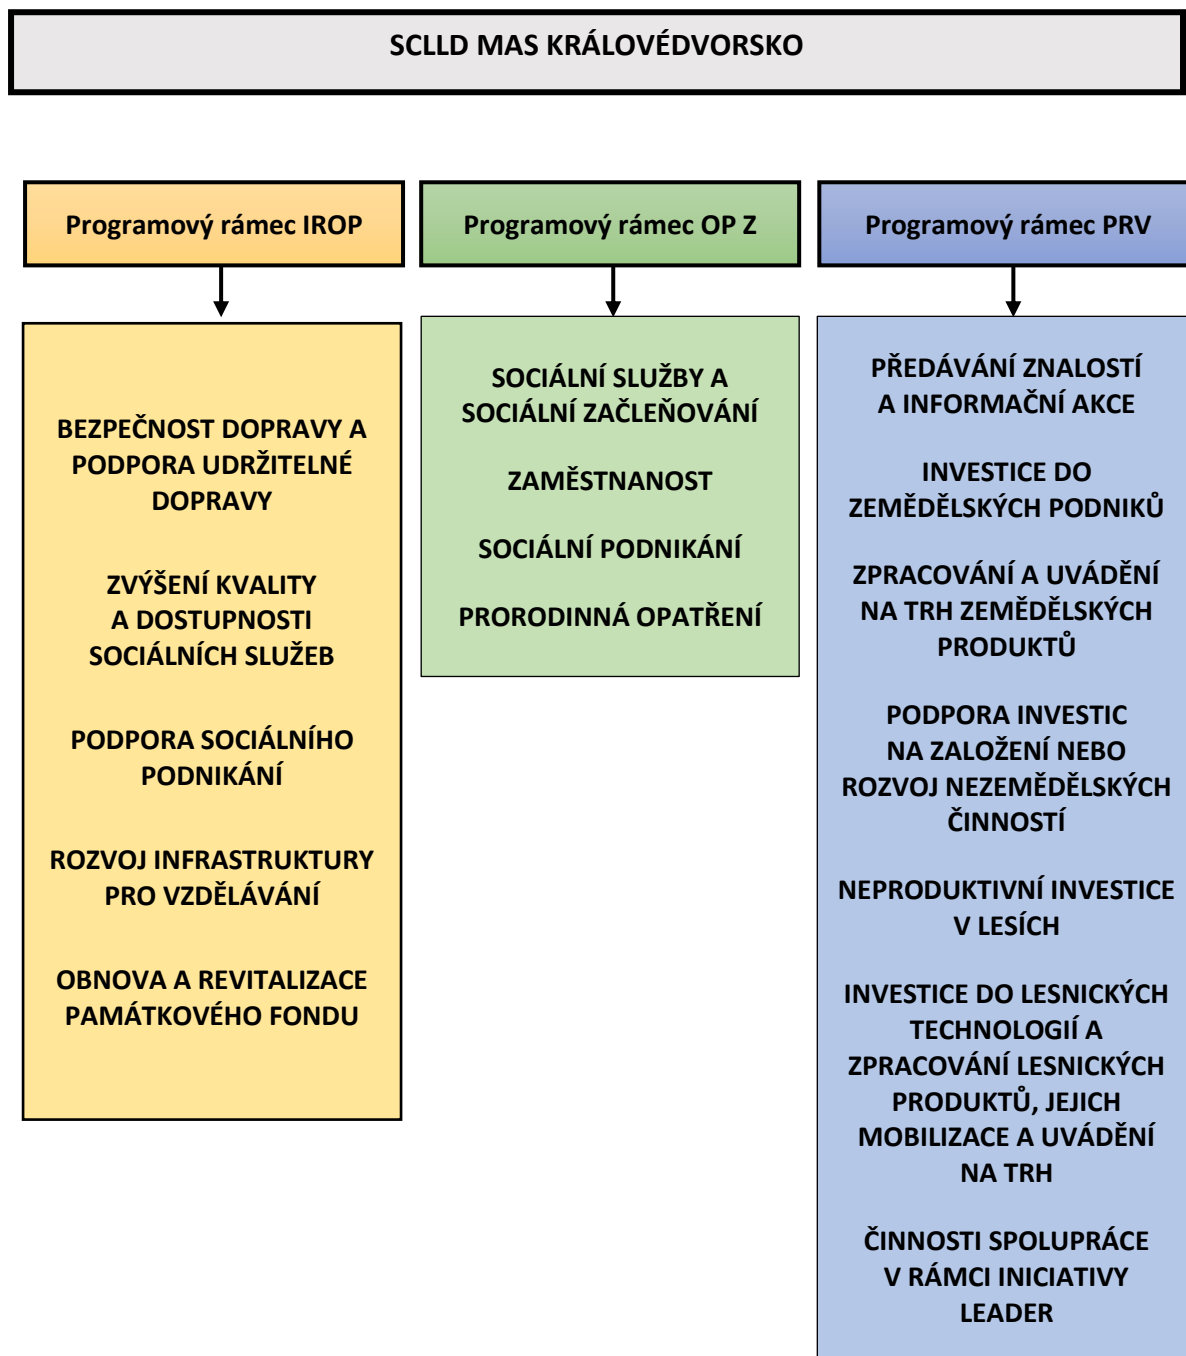 SCLLD MAS KRÁLOVÉDVORSKO
Programový rámec IROP
BEZPEČNOST DOPRAVY A
PODPORA UDRŽITELNÉ
DOPRAVY
ZVÝŠENÍ KVALITY
A DOSTUPNOSTI
SOCIÁLNÍCH SLUŽEB
PODPORA SOCIÁLNÍHO
PODNIKÁNÍ
ROZVOJ INFRASTRUKTURY
PRO VZDĚLÁVÁNÍ
OBNOVA A REVITALIZACE
PAMÁTKOVÉHO FONDU
Programový rámec OP Z
SOCIÁLNÍ SLUŽBY A
SOCIÁLNÍ ZAČLEŇOVÁNÍ
ZAMĚSTNANOST
SOCIÁLNÍ PODNIKÁNÍ
PRORODINNÁ OPATŘENÍ
Programový rámec PRV
PŘEDÁVÁNÍ ZNALOSTÍ
A INFORMAČNÍ AKCE
INVESTICE DO
ZEMĚDĚLSKÝCH PODNIKŮ
ZPRACOVÁNÍ A UVÁDĚNÍ
NA TRH ZEMĚDĚLSKÝCH
PRODUKTŮ
PODPORA INVESTIC
NA ZALOŽENÍ NEBO
ROZVOJ NEZEMĚDĚLSKÝCH
ČINNOSTÍ
NEPRODUKTIVNÍ INVESTICE
V LESÍCH
INVESTICE DO LESNICKÝCH
TECHNOLOGIÍ A
ZPRACOVÁNÍ LESNICKÝCH
PRODUKTŮ, JEJICH
MOBILIZACE A UVÁDĚNÍ
NA TRH
ČINNOSTI SPOLUPRÁCE
V RÁMCI INICIATIVY
LEADER